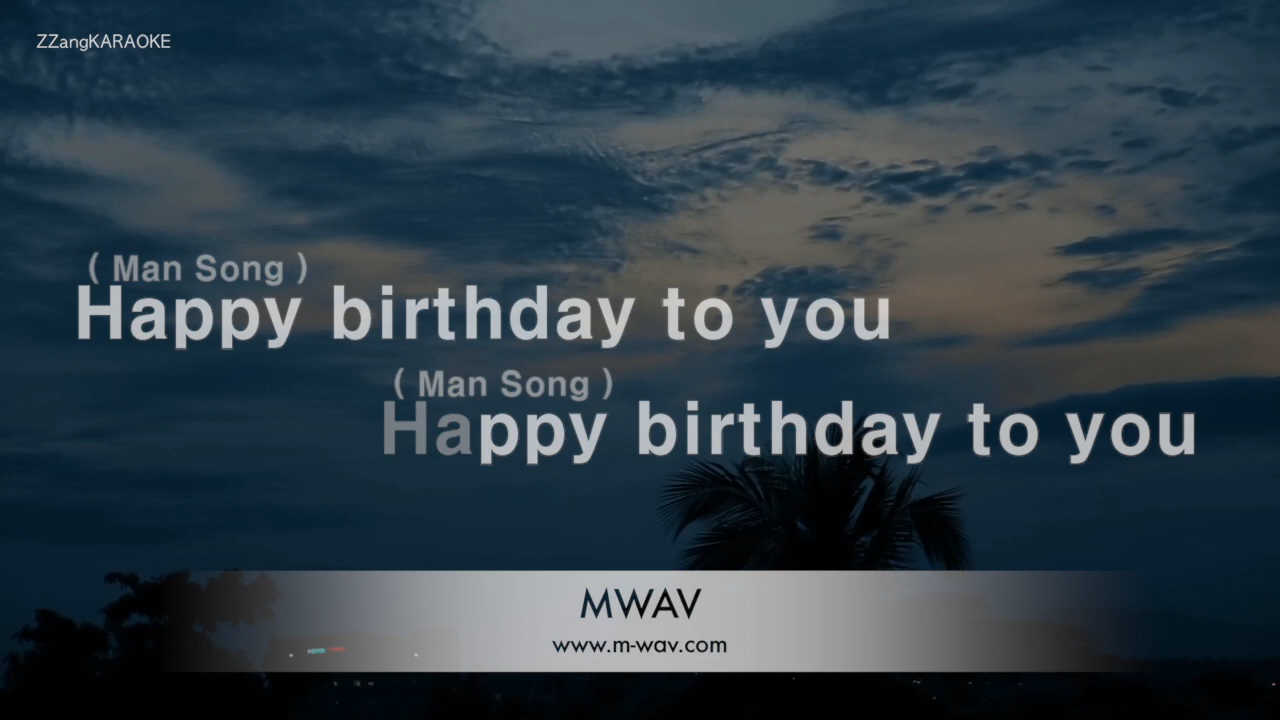 ZZangKARAOKE
( Man Song )
Happy birthday to you
( Man Song )
Happy birthday to you
MWAV
www.m-wav.com